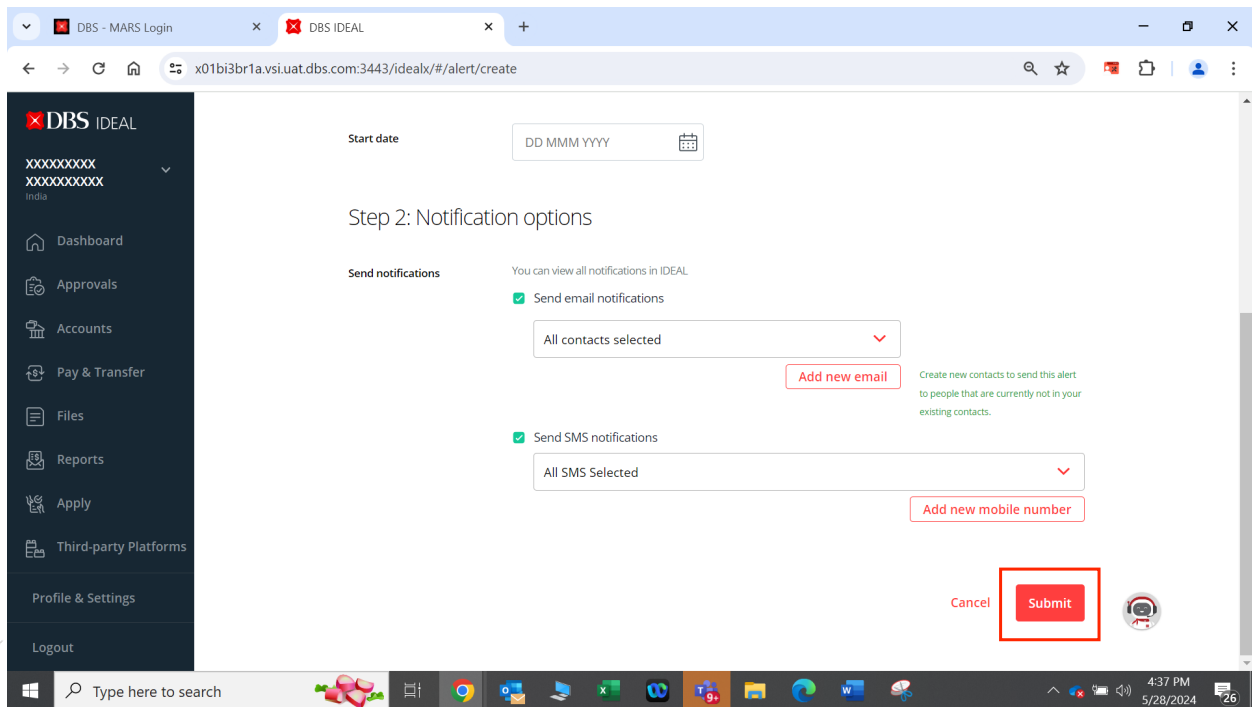 DBS - MARS Login
DBS IDEAL
x01bi3br1a.vsi.uat.dbs.com:3443/idealx/#/alert/create
DBS IDEAL
XXXXXXXXX
XXXXXXXXXX
India
Dashboard
Approvals
Accounts
Pay & Transfer
Files
Reports
Apply
Third-party Platforms
Profile & Settings
Logout
Start date
DD MMM YYYY
Step 2: Notification options
Send notifications
You can view all notifications in IDEAL
Send email notifications
All contacts selected
Add new email
Create new contacts to send this alert
to people that are currently not in your
existing contacts.
Send SMS notifications
All SMS Selected
Add new mobile number
Cancel
Submit
Type here to search
9+
4:37 PM
5/28/2024
26